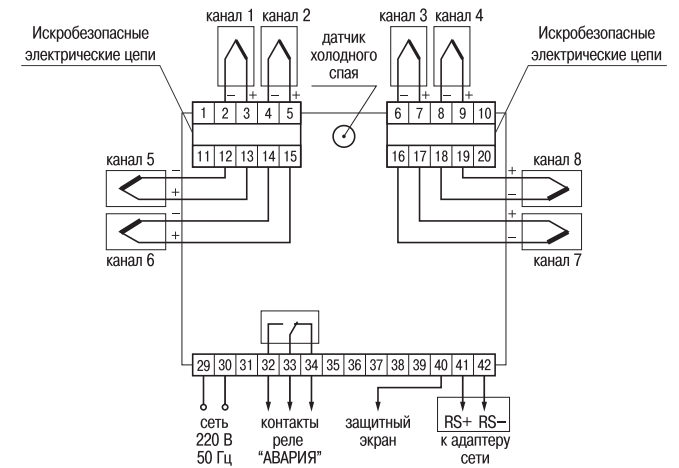 канал 1 канал 2
канал 3 канал 4
Искробезопасные
электрические цепи
датчик
холодного
спая
Искробезопасные
электрические цепи
– + – +
– + – +
1 2 3 4 5
6 7 8 9 10
11 12 13 14 15
16 17 18 19 20
канал 5
–
+
–
+
канал 6
канал 8
+
–
+
–
канал 7
29 30 31 32 33 34 35 36 37 38 39 40 41 42
сеть
220 В
50 Гц
контакты
реле
“АВАРИЯ”
защитный
экран
RS+ RS–
к адаптеру
сети